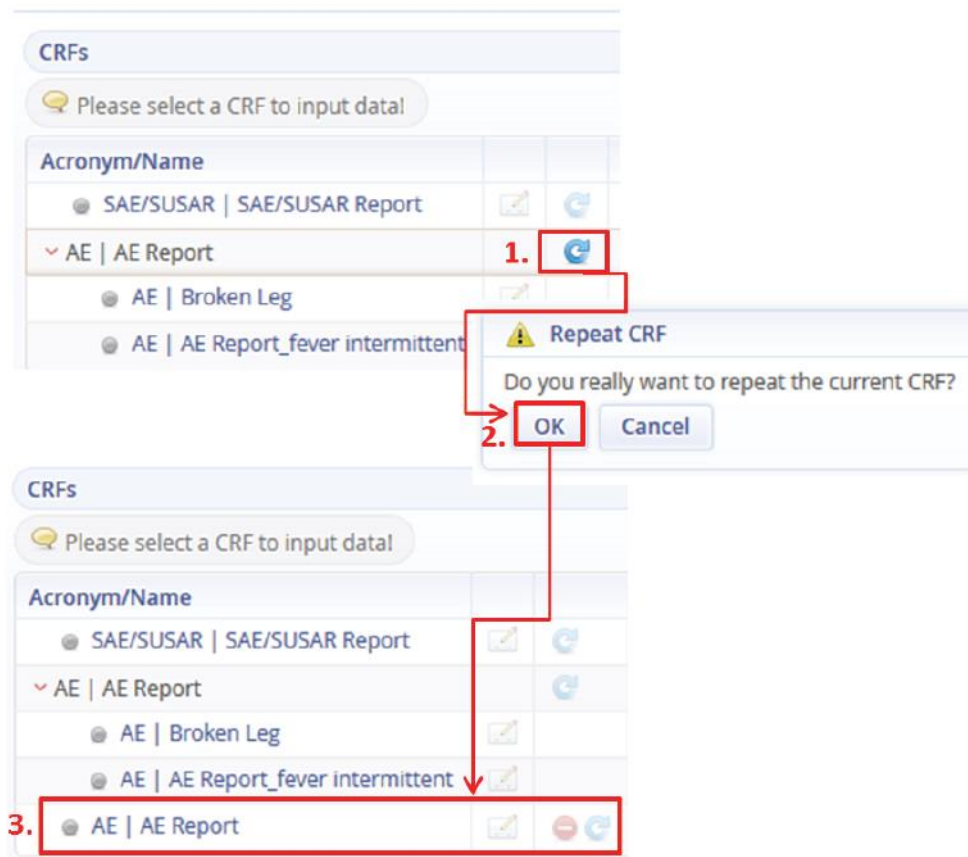 CRFs
Please select a CRF to input data!
Acronym/Name
SAE/SUSAR | SAE/SUSAR Report
AE | AE Report
1.
AE | Broken Leg
AE | AE Report_fever intermittent
Repeat CRF
Do you really want to repeat the current CRF?
2.
OK Cancel
CRFs
Please select a CRF to input data!
Acronym/Name
SAE/SUSAR | SAE/SUSAR Report
AE | AE Report
AE | Broken Leg
AE | AE Report_fever intermittent
3.
AE | AE Report